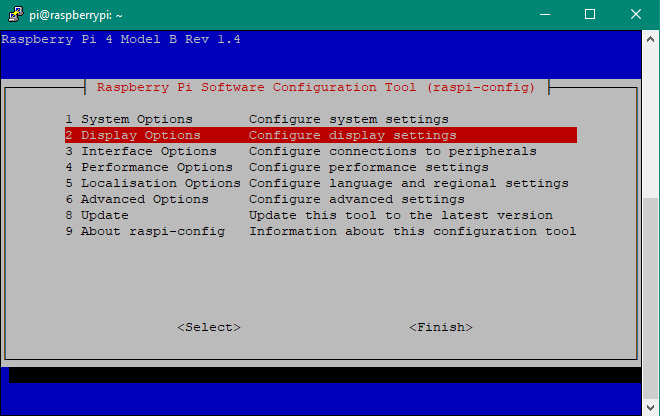 pi@raspberrypi: ~
Raspberry Pi 4 Model B Rev 1.4
Raspberry Pi Software Configuration Tool (raspi-config)
1 System Options Configure system settings
2 Display Options Configure display settings
3 Interface Options Configure connections to peripherals
4 Performance Options Configure performance settings
5 Localisation Options Configure language and regional settings
6 Advanced Options Configure advanced settings
8 Update Update this tool to the latest version
9 About raspi-config Information about this configuration tool
<Select> <Finish>